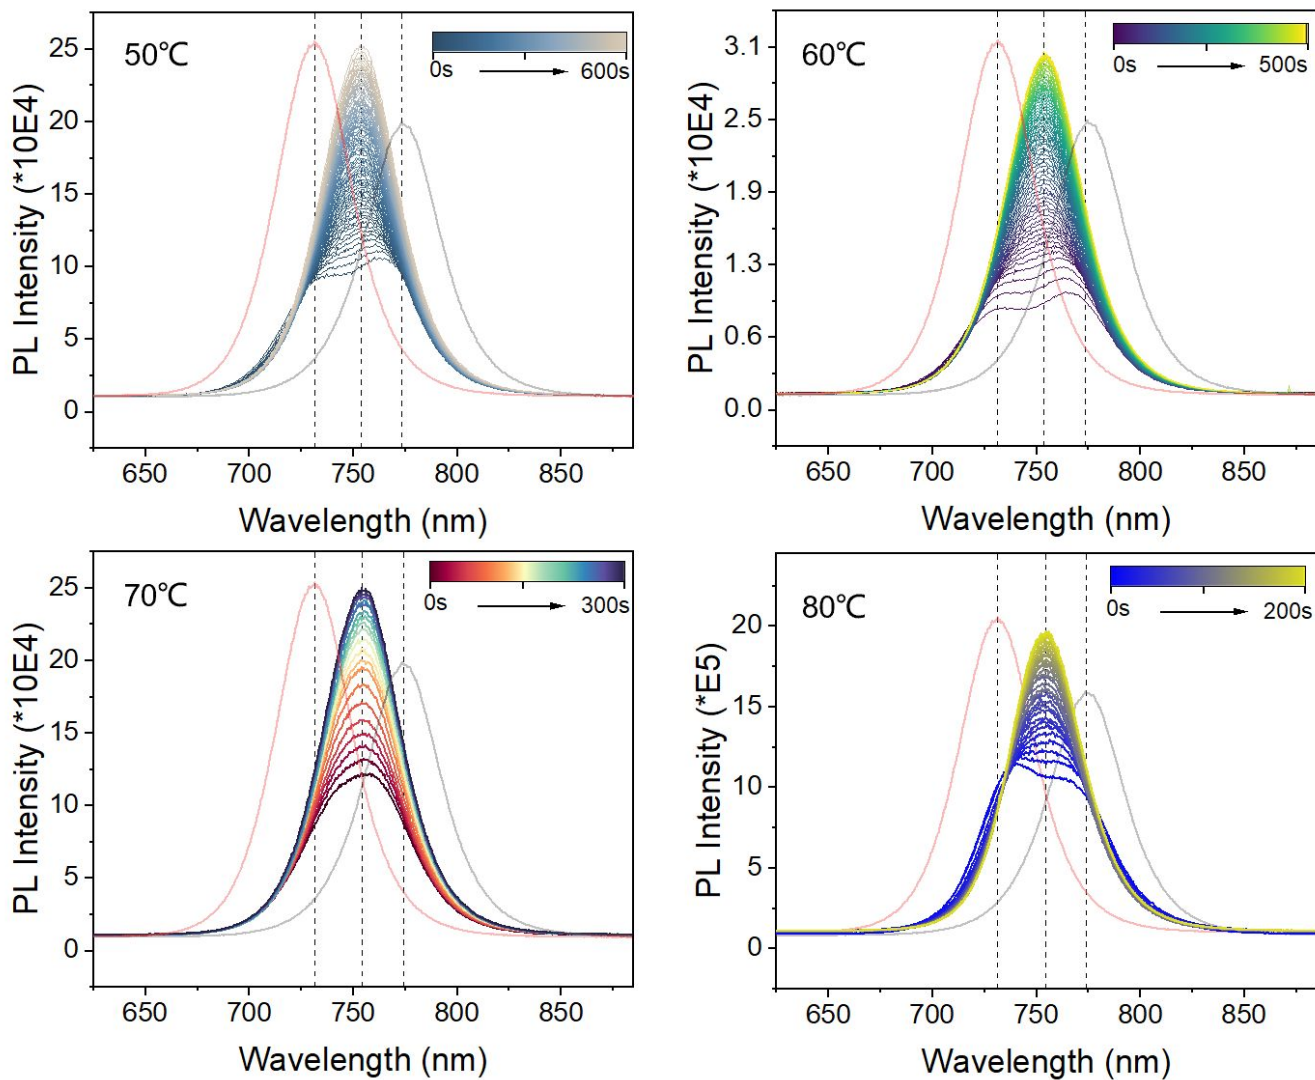 50℃
0s
600s
25
20
15
10
5
0
PL Intensity (*10E4)
650 700 750 800 850
Wavelength (nm)
60℃
0s
500s
3.1
2.5
1.9
1.3
0.6
0.0
PL Intensity (*10E4)
650 700 750 800 850
Wavelength (nm)
70℃
0s
300s
25
20
15
10
5
0
PL Intensity (*10E4)
650 700 750 800 850
Wavelength (nm)
80℃
0s
200s
20
15
10
5
0
PL Intensity (*E5)
650 700 750 800 850
Wavelength (nm)